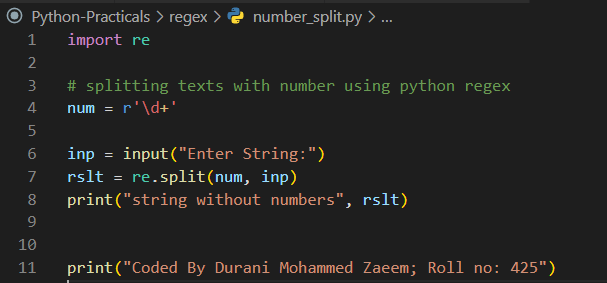 Python-Practicals > regex > number_split.py > ...
1 import re
2
3 # splitting texts with number using python regex
4 num = r'\d+'
5
6 inp = input("Enter String:")
7 rslt = re.split(num, inp)
8 print("string without numbers", rslt)
9
10
11 print("Coded By Durani Mohammed Zaeem; Roll no: 425")